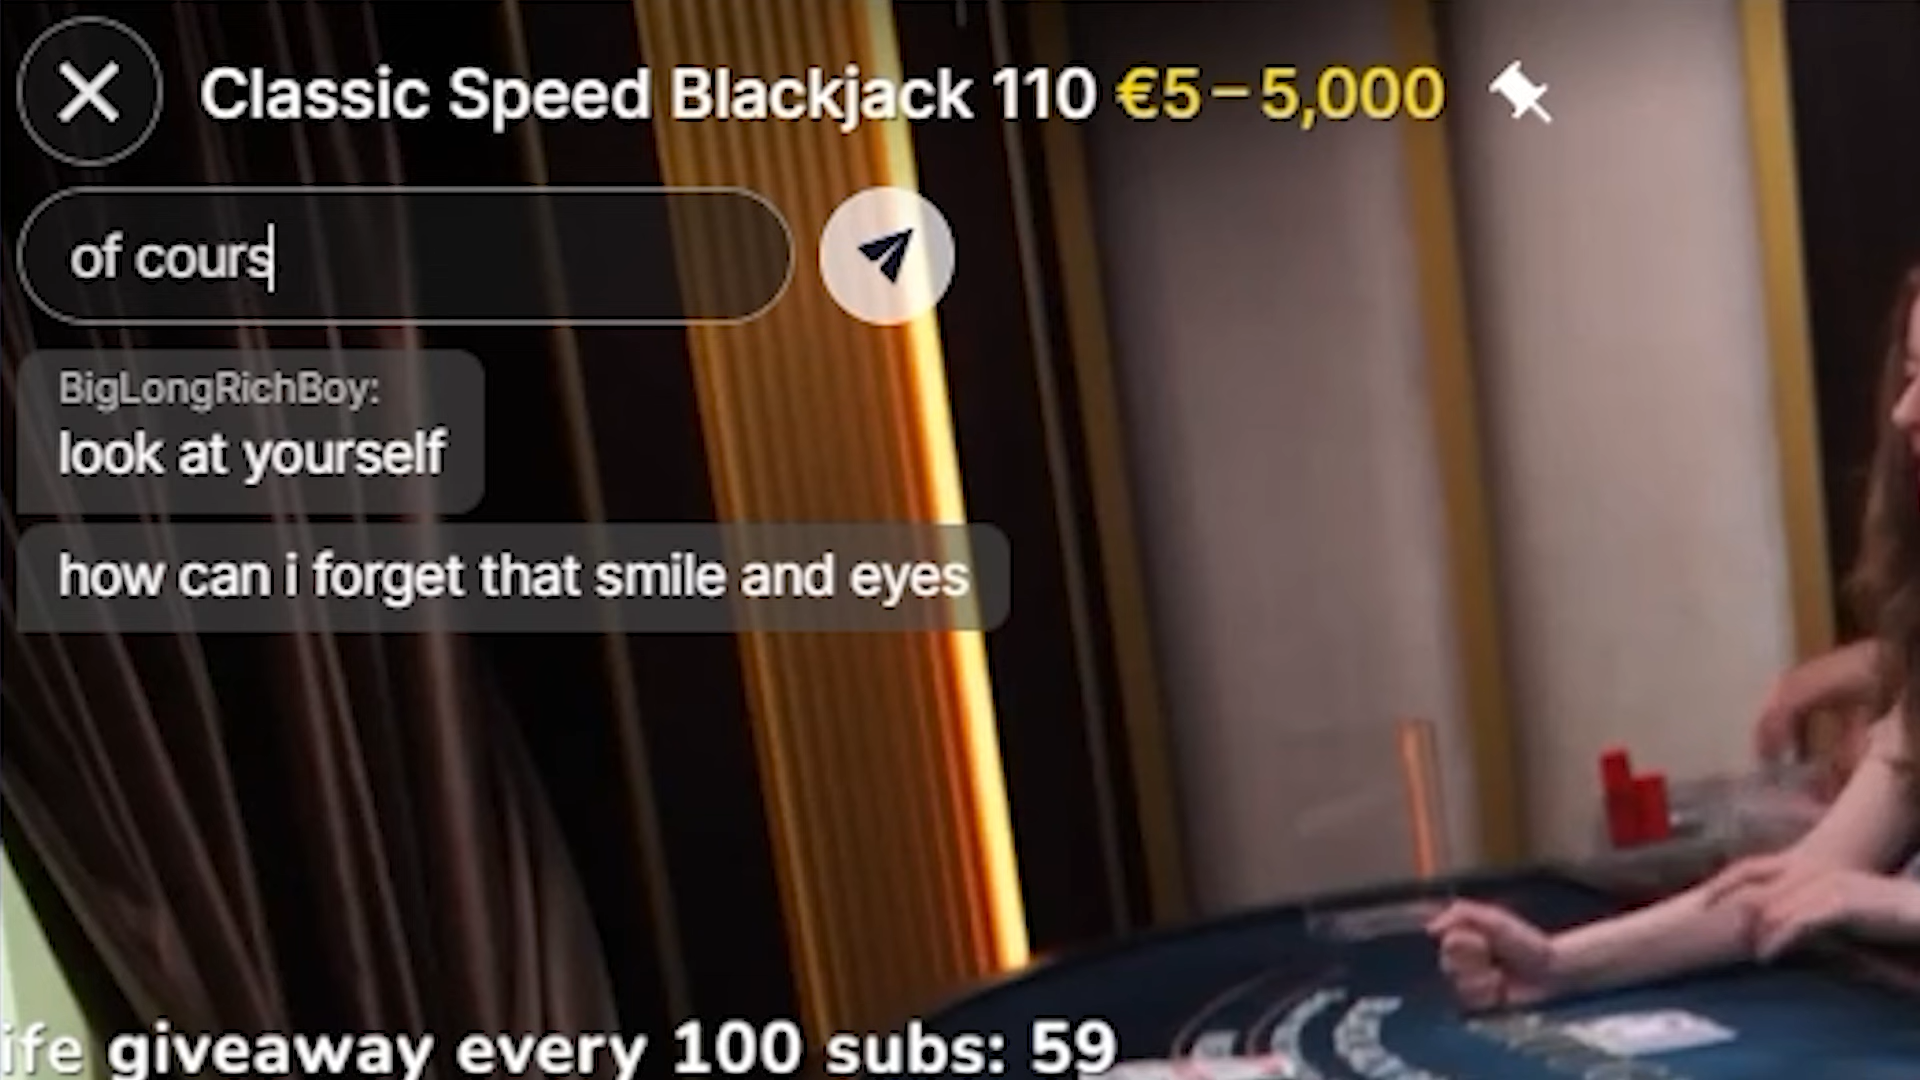 Classic Speed Blackjack 110 €5–5,000
of cours
BigLongRichBoy:
look at yourself
how can i forget that smile and eyes
ife giveaway every 100 subs: 59